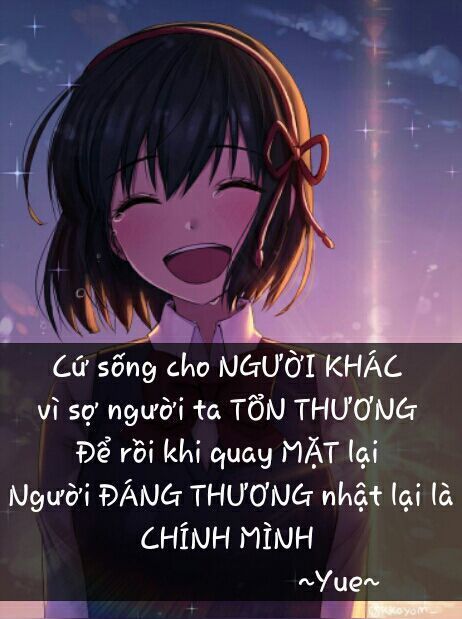 Cứ sống cho NGƯỜI KHÁC
vì sợ người ta TỔN THƯƠNG
Để rồi khi quay MẶT lại
Người ĐÁNG THƯƠNG nhật lại là
CHÍNH MÌNH
~Yue~